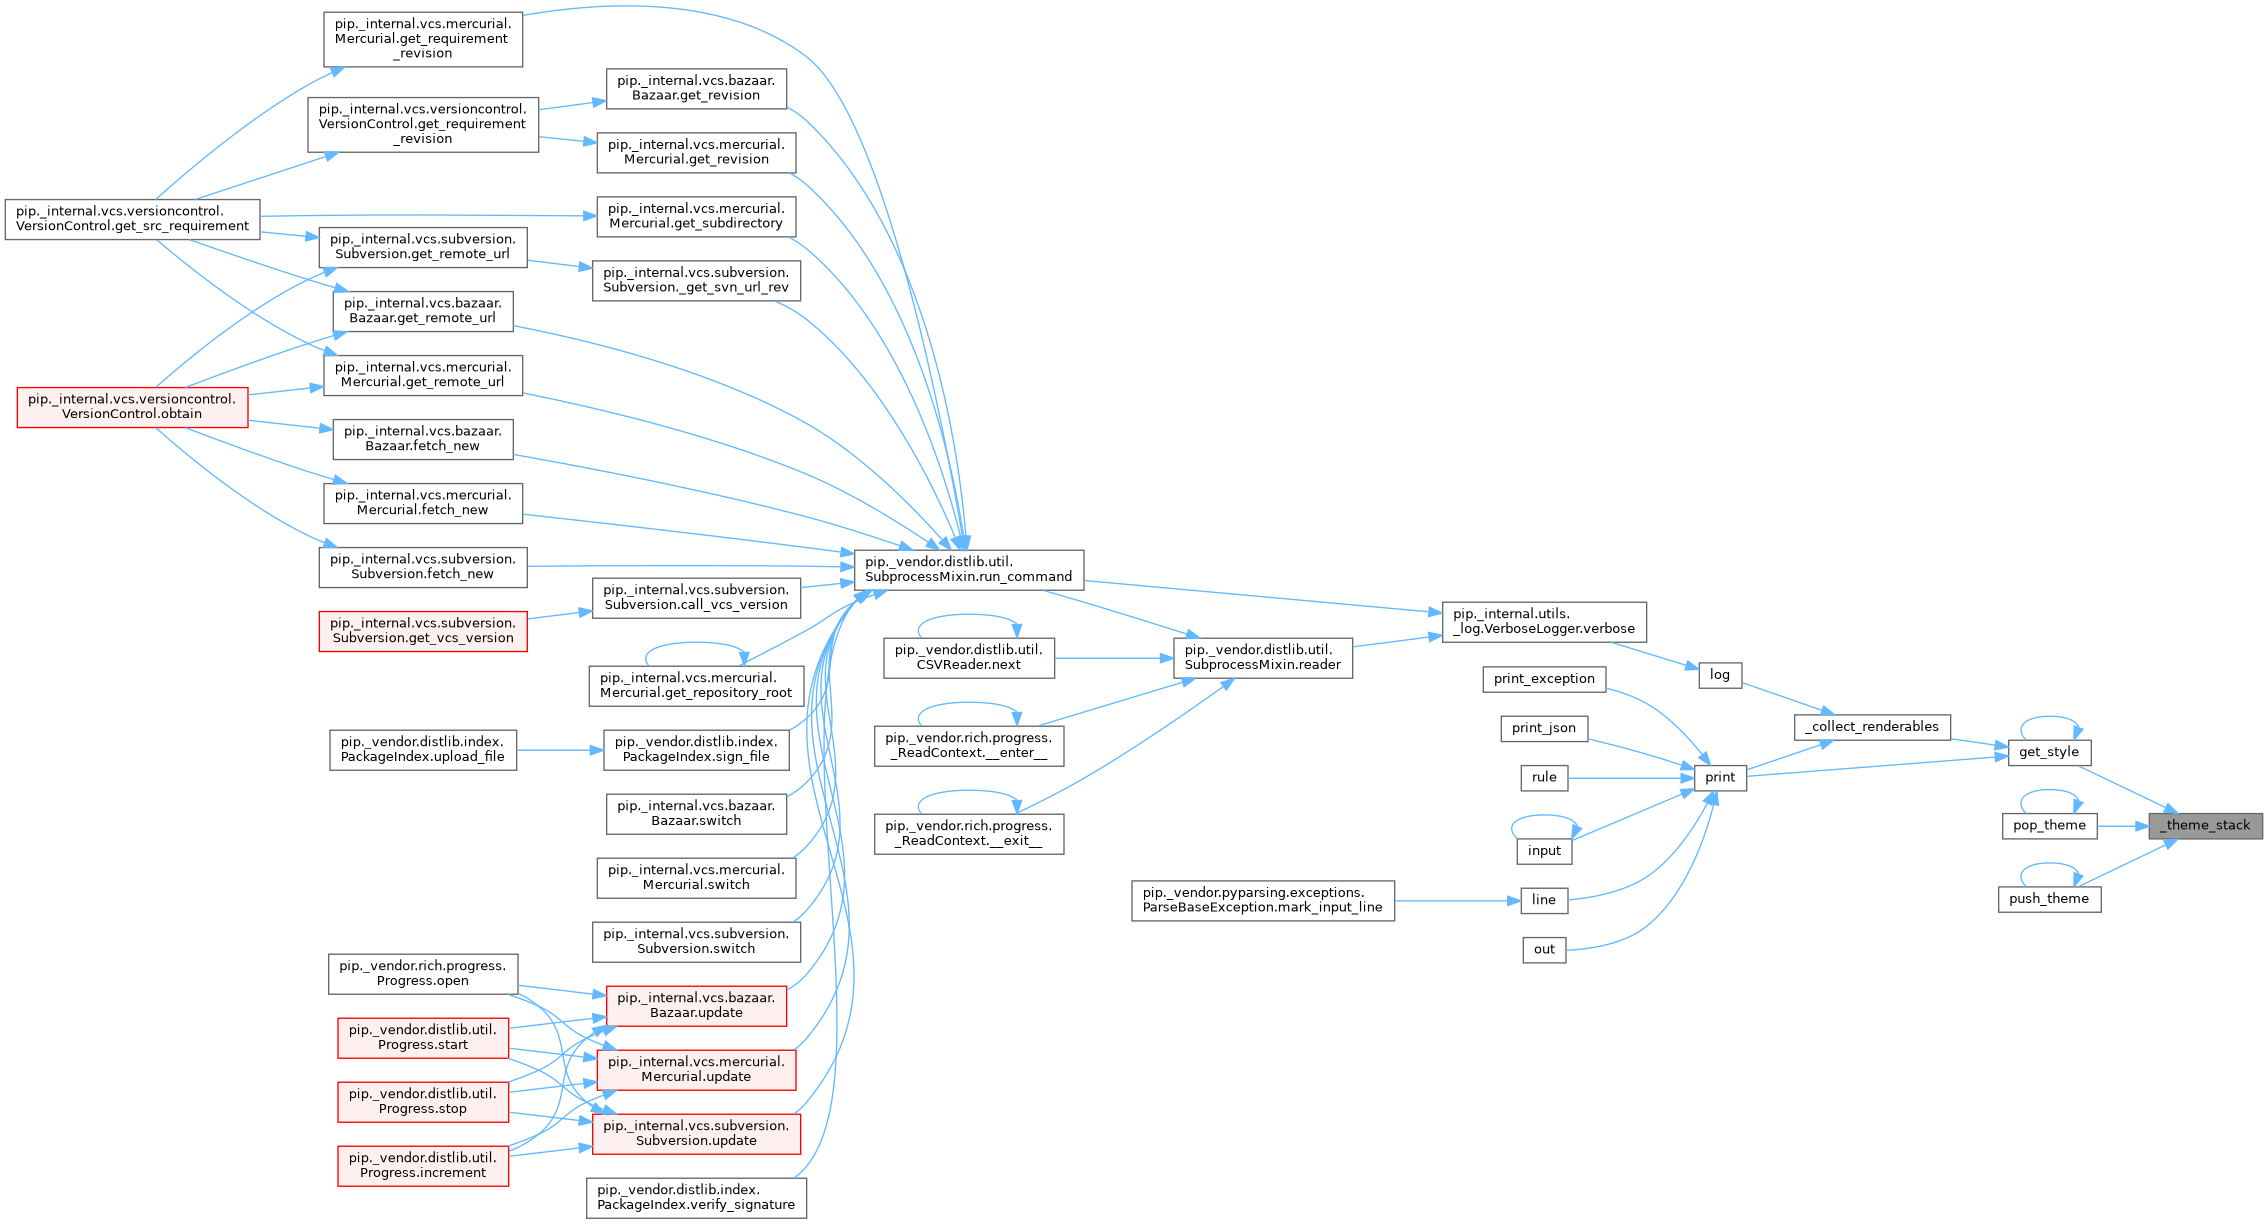 pip._internal.vcs.mercurial.
Mercurial.get_requirement
_revision
pip._internal.vcs.bazaar.
Bazaar.get_revision
pip._internal.vcs.versioncontrol.
VersionControl.get_requirement
_revision
pip._internal.vcs.mercurial.
Mercurial.get_revision
pip._internal.vcs.versioncontrol.
VersionControl.get_src_requirement
pip._internal.vcs.mercurial.
Mercurial.get_subdirectory
pip._internal.vcs.subversion.
Subversion.get_remote_url
pip._internal.vcs.subversion.
Subversion._get_svn_url_rev
pip._internal.vcs.bazaar.
Bazaar.get_remote_url
pip._internal.vcs.mercurial.
Mercurial.get_remote_url
pip._internal.vcs.versioncontrol.
VersionControl.obtain
pip._internal.vcs.bazaar.
Bazaar.fetch_new
pip._internal.vcs.mercurial.
Mercurial.fetch_new
pip._internal.vcs.subversion.
Subversion.fetch_new
pip._vendor.distlib.util.
SubprocessMixin.run_command
pip._internal.vcs.subversion.
Subversion.call_vcs_version
pip._internal.vcs.subversion.
Subversion.get_vcs_version
pip._internal.utils.
_log.VerboseLogger.verbose
pip._vendor.distlib.util.
CSVReader.next
pip._vendor.distlib.util.
SubprocessMixin.reader
pip._internal.vcs.mercurial.
Mercurial.get_repository_root
print_exception
log
pip._vendor.distlib.index.
PackageIndex.upload_file
pip._vendor.distlib.index.
PackageIndex.sign_file
pip._vendor.rich.progress.
_ReadContext.__enter__
print_json
_collect_renderables
get_style
rule
print
pip._internal.vcs.bazaar.
Bazaar.switch
pip._vendor.rich.progress.
_ReadContext.__exit__
input
pop_theme
_theme_stack
pip._internal.vcs.mercurial.
Mercurial.switch
pip._vendor.pyparsing.exceptions.
ParseBaseException.mark_input_line
line
push_theme
pip._internal.vcs.subversion.
Subversion.switch
out
pip._vendor.rich.progress.
Progress.open
pip._internal.vcs.bazaar.
Bazaar.update
pip._vendor.distlib.util.
Progress.start
pip._internal.vcs.mercurial.
Mercurial.update
pip._vendor.distlib.util.
Progress.stop
pip._internal.vcs.subversion.
Subversion.update
pip._vendor.distlib.util.
Progress.increment
pip._vendor.distlib.index.
PackageIndex.verify_signature